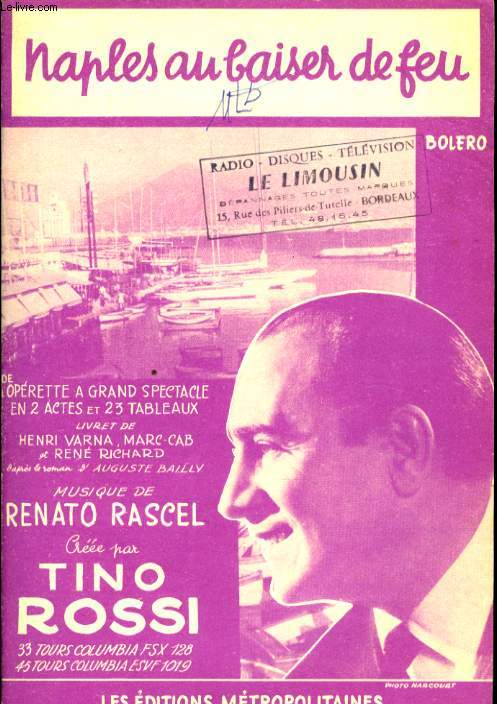 Le-livre.com
Naples au baiser de feu
BOLERO
RADIO - DISQUES - TÉLÉVISION
LE LIMOUSIN
DÉPANNAGES TOUTES MARQUES
15, Rue des Piliers-de-Tutelle - BORDEAUX
TÉL. 48.16.45
DE
OPÉRETTE A GRAND SPECTACLE
EN 2 ACTES ET 23 TABLEAUX
LIVRET DE
HENRI VARNA, MARC-CAB
et RENÉ RICHARD
d'après le roman D'AUGUSTE BAILLY
MUSIQUE DE
RENATO RASCEL
Créée par
TINO
ROSSI
33 TOURS COLUMBIA FSX 128
45 TOURS COLUMBIA ESVF 1019
PHOTO HARCOURT
LES ÉDITIONS MÉTROPOLITAINES